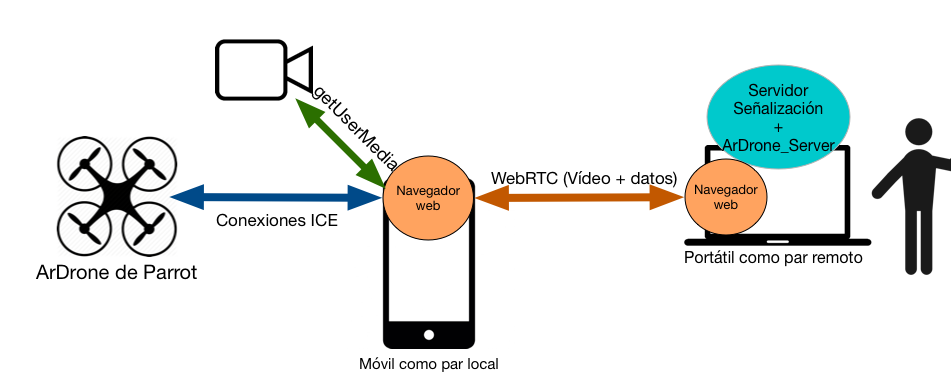 getUserMedia
Servidor
Señalización
+
ArDrone_Server
Navegador
web
WebRTC (Vídeo + datos)
Navegador
web
Conexiones ICE
ArDrone de Parrot
Portátil como par remoto
Móvil como par local